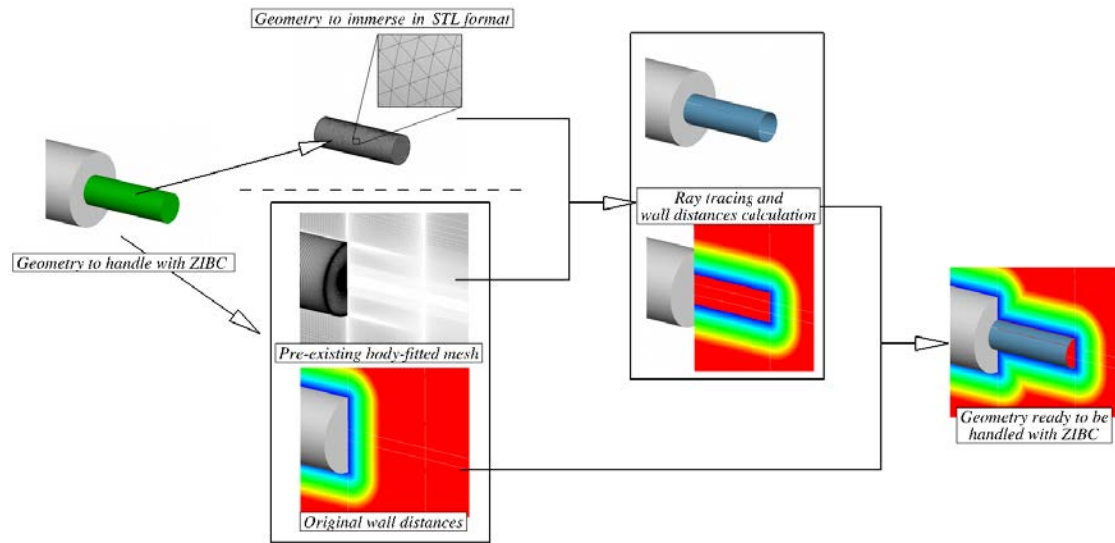 Geometry to immerse in STL format
Geometry to handle with ZIBC
Pre-existing body-fitted mesh
Original wall distances
Ray tracing and
wall distances calculation
Geometry ready to be
handled with ZIBC